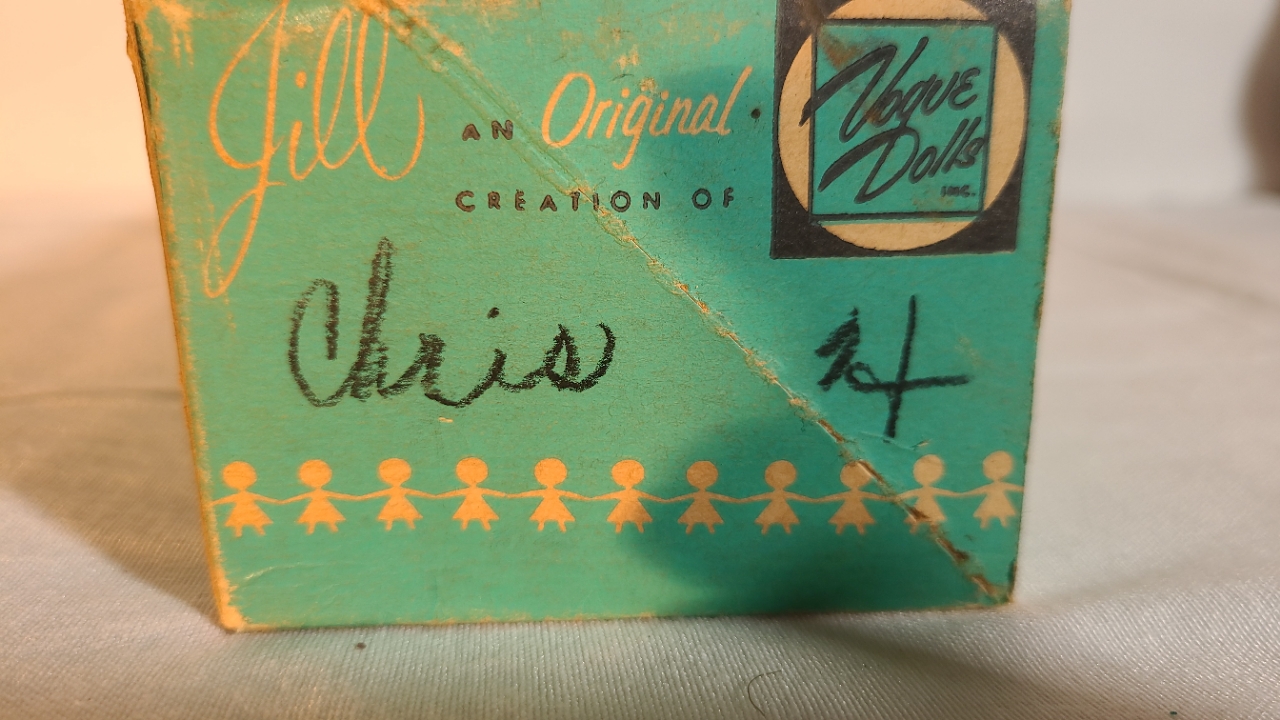 Jill
AN Original
CREATION OF
Vogue
Dolls
INC.
Chris